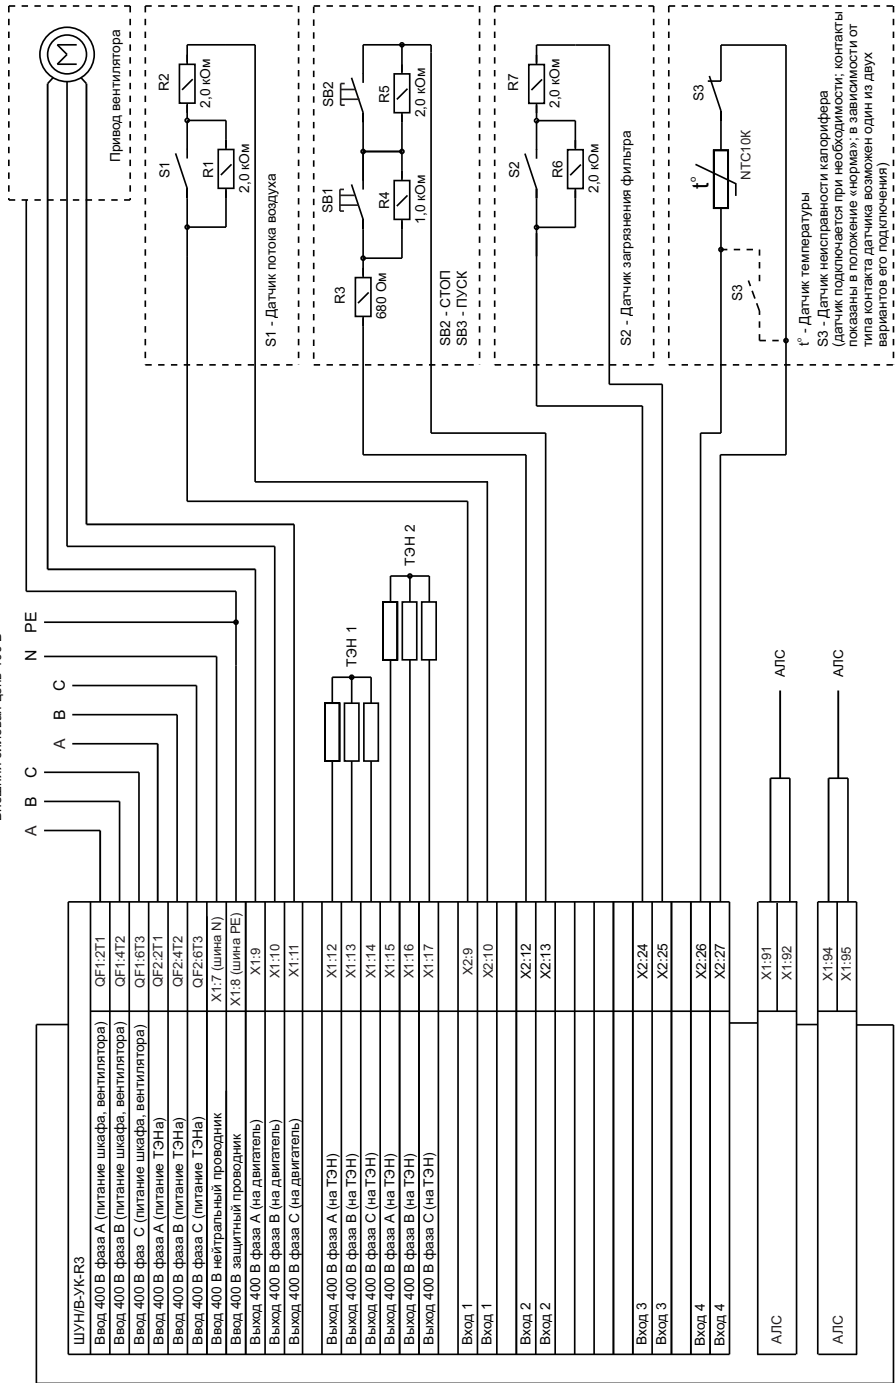 ШУН/В-УК-R3
Ввод 400 В фаза А (питание шкафа, вентилятора) QF1:2T1
Ввод 400 В фаза В (питание шкафа, вентилятора) QF1:4T2
Ввод 400 В фаз С (питание шкафа, вентилятора) QF1:6T3
Ввод 400 В фаза А (питание ТЭНа) QF2:2T1
Ввод 400 В фаза В (питание ТЭНа) QF2:4T2
Ввод 400 В фаза С (питание ТЭНа) QF2:6T3
Ввод 400 В нейтральный проводник X1:7 (шина N)
Ввод 400 В защитный проводник X1:8 (шина PE)
Выход 400 В фаза А (на двигатель) X1:9
Выход 400 В фаза В (на двигатель) X1:10
Выход 400 В фаза С (на двигатель) X1:11
Выход 400 В фаза А (на ТЭН) X1:12
Выход 400 В фаза В (на ТЭН) X1:13
Выход 400 В фаза С (на ТЭН) X1:14
Выход 400 В фаза А (на ТЭН) X1:15
Выход 400 В фаза В (на ТЭН) X1:16
Выход 400 В фаза С (на ТЭН) X1:17
Вход 1 X2:9
Вход 1 X2:10
Вход 2 X2:12
Вход 2 X2:13
Вход 3 X2:24
Вход 3 X2:25
Вход 4 X2:26
Вход 4 X2:27
АЛС X1:91
X1:92
АЛС X1:94
X1:95
A B C A B C N PE
ТЭН 1
ТЭН 2
АЛС
АЛС
M
Привод вентилятора
S1
R1
2,0 кОм
R2
2,0 кОм
S1 - Датчик потока воздуха
R3
680 Ом
SB1
R4
1,0 кОм
SB2
R5
2,0 кОм
SB2 - СТОП
SB3 - ПУСК
S2
R6
2,0 кОм
R7
2,0 кОм
S2 - Датчик загрязнения фильтра
S3
t°
NTC10K
S3
t° - Датчик температуры
S3 - Датчик неисправности калорифера
(датчик подключается при необходимости; контакты
показаны в положение «норма»; в зависимости от
типа контакта датчика возможен один из двух
вариантов его подключения)